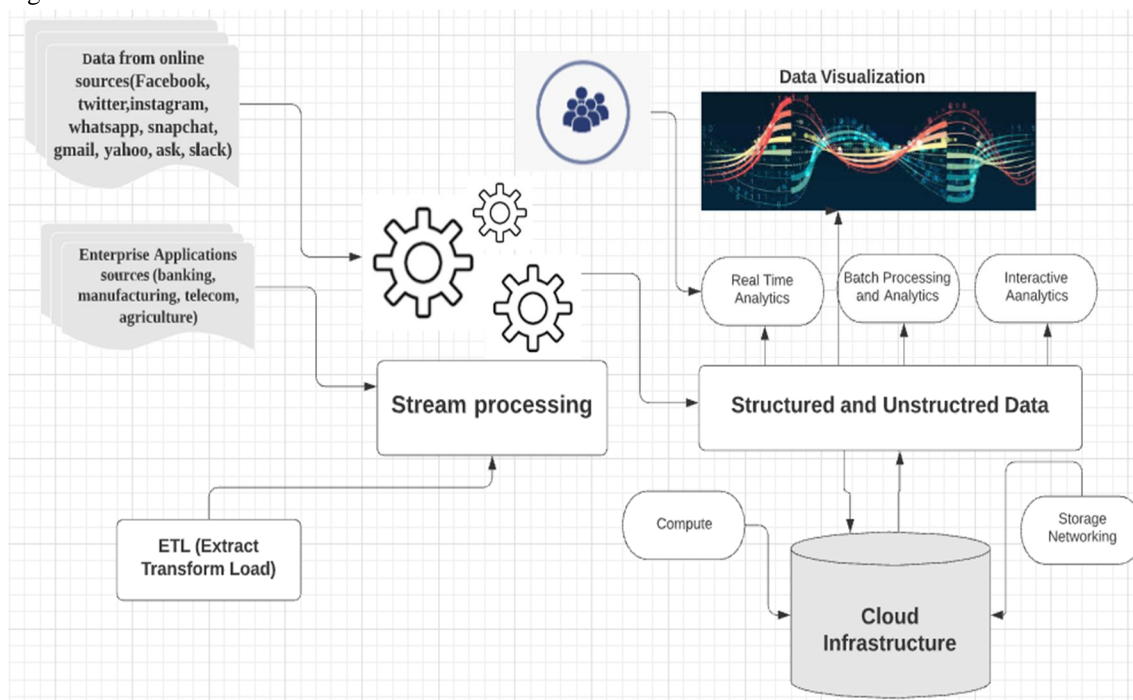 Data from online
sources(Facebook,
twitter,instagram,
whatsapp, snapchat,
gmail, yahoo, ask, slack)
Enterprise Applications
sources (banking,
manufacturing, telecom,
agriculture)
Data Visualization
Real Time
Analytics
Batch Processing
and Analytics
Interactive
Aanalytics
Stream processing
Structured and Unstructred Data
ETL (Extract
Transform Load)
Compute
Storage
Networking
Cloud
Infrastructure